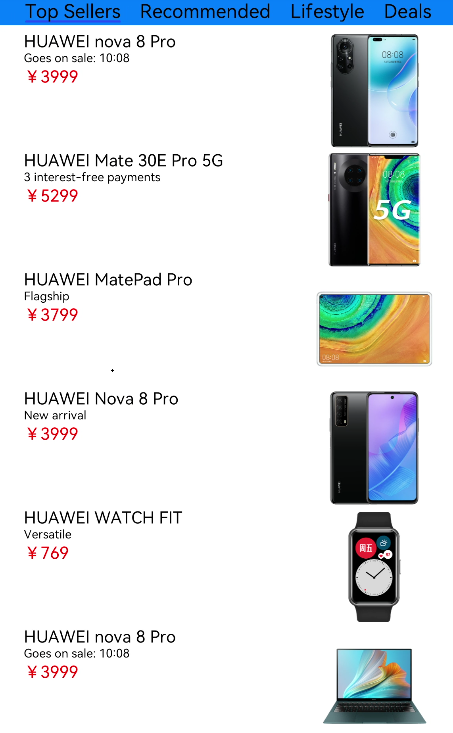 Top Sellers Recommended Lifestyle Deals
HUAWEI nova 8 Pro
Goes on sale: 10:08
¥3999
08:08
HUAWEI
HUAWEI Mate 30E Pro 5G
3 interest-free payments
¥5299
08:08
5G
HUAWEI MatePad Pro
Flagship
¥3799
HUAWEI Nova 8 Pro
New arrival
¥3999
HUAWEI WATCH FIT
Versatile
¥769
周五
HUAWEI nova 8 Pro
Goes on sale: 10:08
¥3999